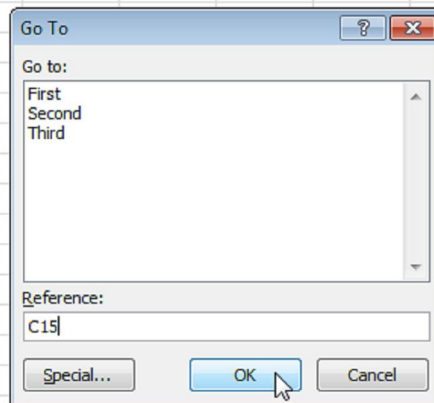 Go To
Go to:
First
Second
Third
Reference:
C15
Special...
OK
Cancel